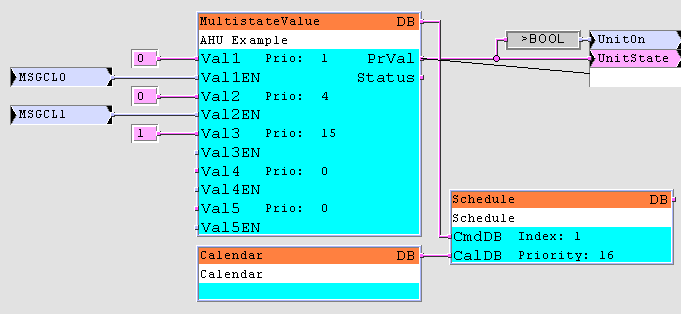 MultistateValue DB
AHU Example
>BOOL UnitOn
0 Val1 Prio: 1 PrVal UnitState
MSGCL0 Val1EN Status
0 Val2 Prio: 4
MSGCL1 Val2EN
1 Val3 Prio: 15
Val3EN
Val4 Prio: 0
Val4EN
Val5 Prio: 0
Val5EN
Schedule DB
Schedule
CmdDB Index: 1
CalDB Priority: 16
Calendar DB
Calendar